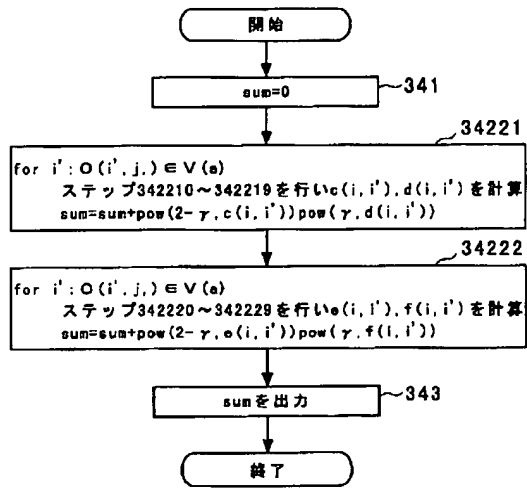 開始
sum=0
341
34221
for i':O(i',j,)∈V(a)
ステップ342210~342219を行いc(i,i'),d(i,i')を計算
sum=sum+pow(2-γ,c(i,i'))pow(γ,d(i,i'))
34222
for i':O(i',j,)∈V(a)
ステップ342220~342229を行いe(i,i'),f(i,i')を計算
sum=sum+pow(2-γ,e(i,i'))pow(γ,f(i,i'))
sumを出力
343
終了